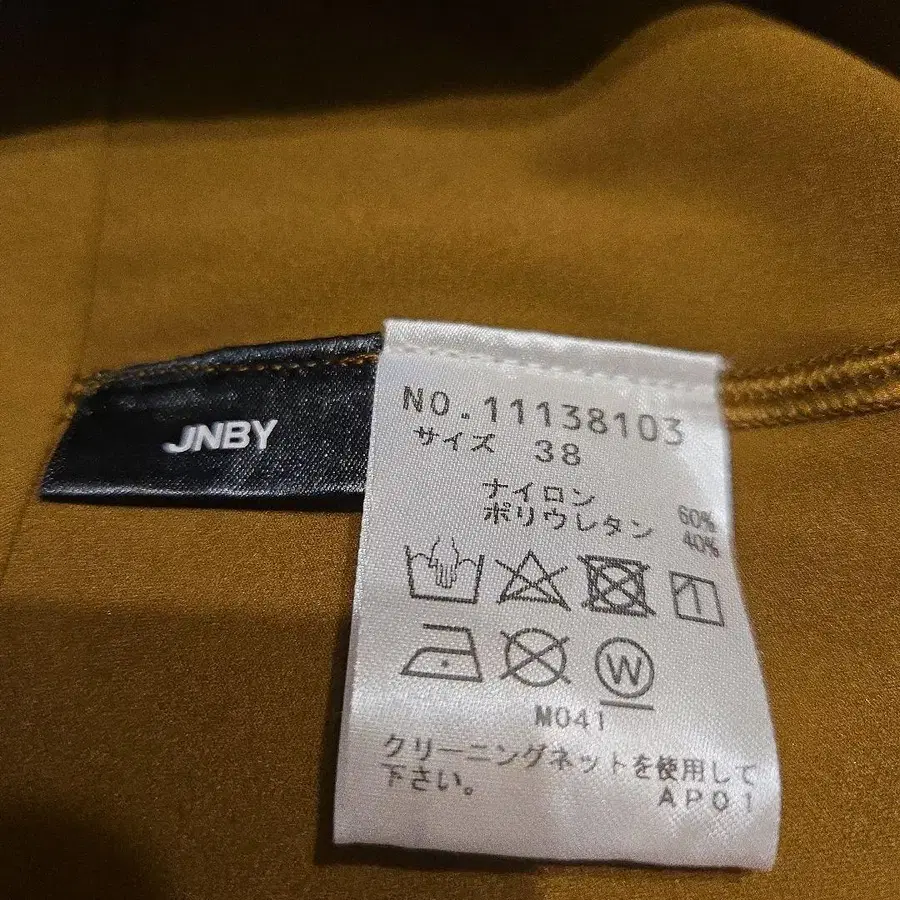 JNBY
NO.11138103
サイズ 38
ナイロン 60%
ポリウレタン 40%
W
M041
クリーニングネットを使用して
下さい。
AP01